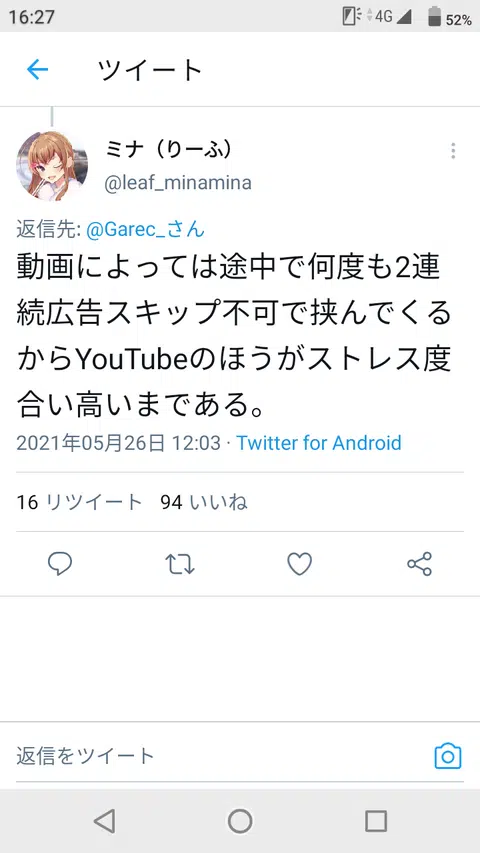 16:27
4G
52%
ツイート
ミナ（りーふ）
@leaf_minamina
返信先: @Garec_さん
動画によっては途中で何度も2連
続広告スキップ不可で挟んでくる
からYouTubeのほうがストレス度
合い高いまである。
2021年05月26日 12:03 · Twitter for Android
16 リツイート 94 いいね
返信をツイート